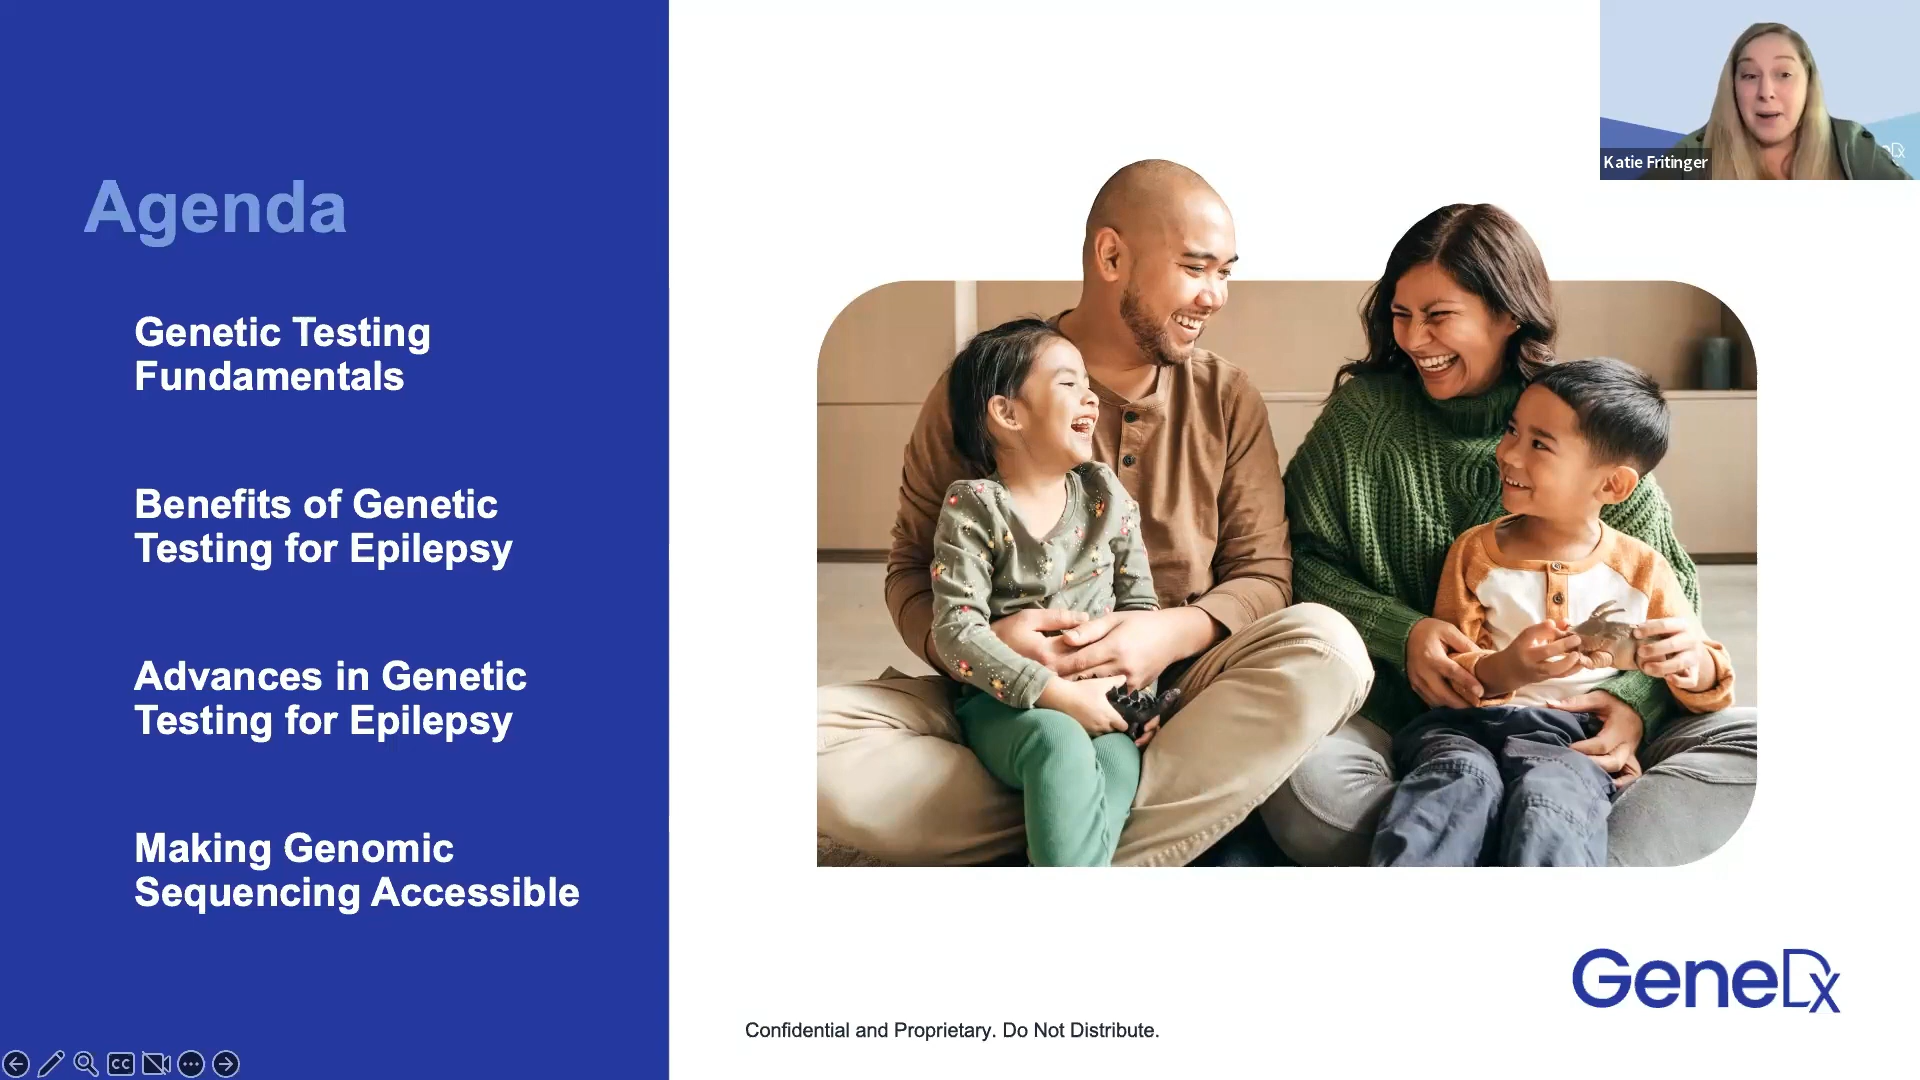 Agenda
Genetic Testing
Fundamentals
Benefits of Genetic
Testing for Epilepsy
Advances in Genetic
Testing for Epilepsy
Making Genomic
Sequencing Accessible
Katie Fritinger
GeneDx
Confidential and Proprietary. Do Not Distribute.
CC